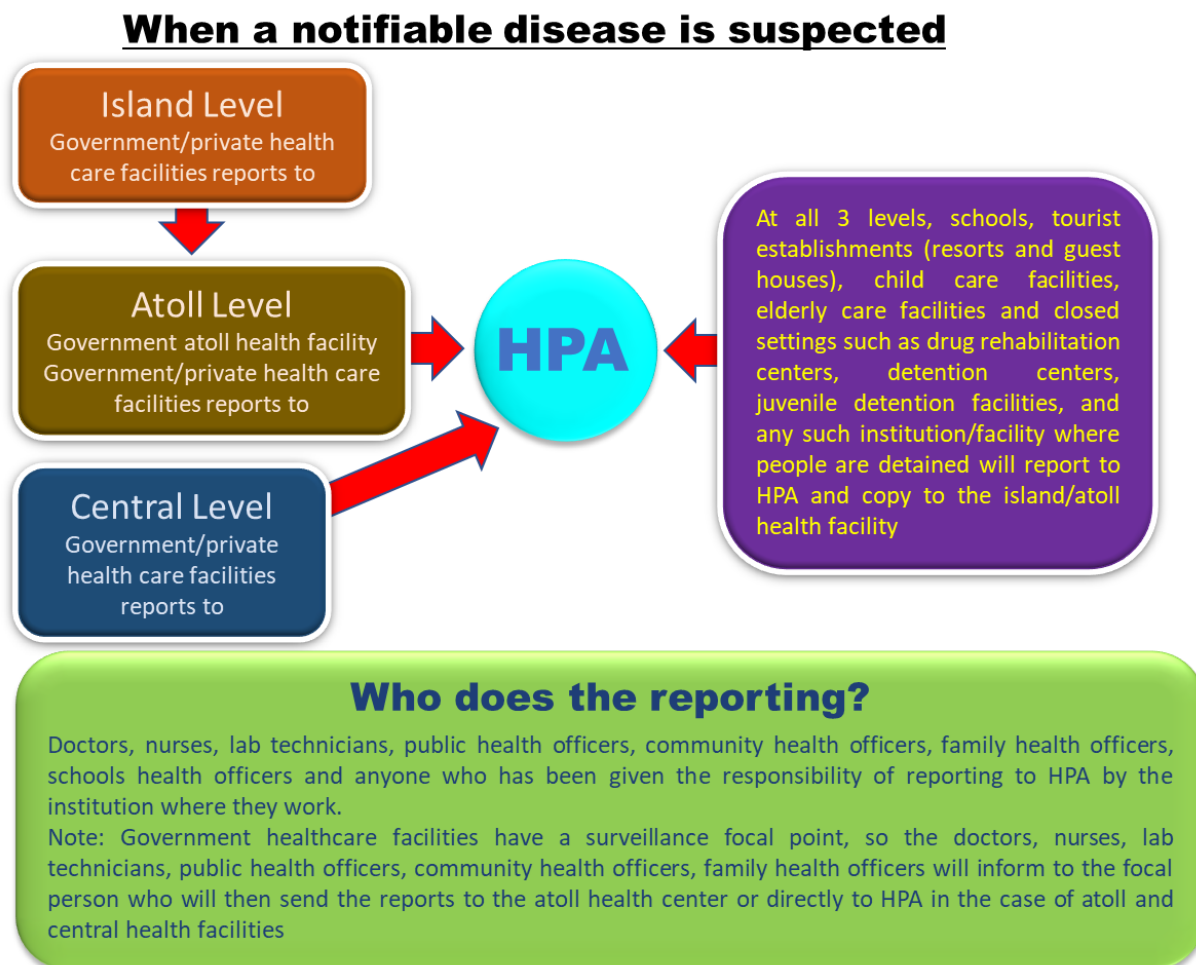 When a notifiable disease is suspected
Island Level
Government/private health
care facilities reports to
Atoll Level
Government atoll health facility
Government/private health care
facilities reports to
Central Level
Government/private
health care facilities
reports to
HPA
At all 3 levels, schools, tourist
establishments (resorts and guest
houses), child care facilities,
elderly care facilities and closed
settings such as drug rehabilitation
centers, detention centers,
juvenile detention facilities, and
any such institution/facility where
people are detained will report to
HPA and copy to the island/atoll
health facility
Who does the reporting?
Doctors, nurses, lab technicians, public health officers, community health officers, family health officers,
schools health officers and anyone who has been given the responsibility of reporting to HPA by the
institution where they work.
Note: Government healthcare facilities have a surveillance focal point, so the doctors, nurses, lab
technicians, public health officers, community health officers, family health officers will inform to the focal
person who will then send the reports to the atoll health center or directly to HPA in the case of atoll and
central health facilities